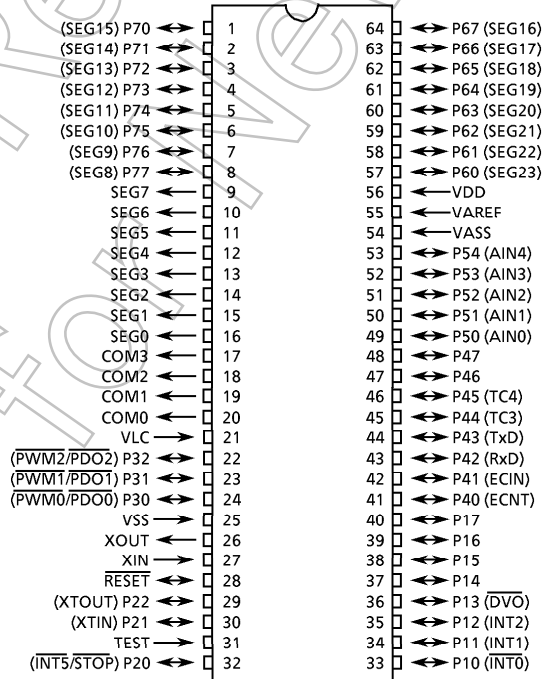 (SEG15) P70 1 64 P67 (SEG16)
(SEG14) P71 2 63 P66 (SEG17)
(SEG13) P72 3 62 P65 (SEG18)
(SEG12) P73 4 61 P64 (SEG19)
(SEG11) P74 5 60 P63 (SEG20)
(SEG10) P75 6 59 P62 (SEG21)
(SEG9) P76 7 58 P61 (SEG22)
(SEG8) P77 8 57 P60 (SEG23)
SEG7 9 56 VDD
SEG6 10 55 VAREF
SEG5 11 54 VASS
SEG4 12 53 P54 (AIN4)
SEG3 13 52 P53 (AIN3)
SEG2 14 51 P52 (AIN2)
SEG1 15 50 P51 (AIN1)
SEG0 16 49 P50 (AIN0)
COM3 17 48 P47
COM2 18 47 P46
COM1 19 46 P45 (TC4)
COM0 20 45 P44 (TC3)
VLC 21 44 P43 (TxD)
(PWM2/PDO2) P32 22 43 P42 (RxD)
(PWM1/PDO1) P31 23 42 P41 (ECIN)
(PWM0/PDO0) P30 24 41 P40 (ECNT)
VSS 25 40 P17
XOUT 26 39 P16
XIN 27 38 P15
RESET 28 37 P14
(XTOUT) P22 29 36 P13 (DVO)
(XTIN) P21 30 35 P12 (INT2)
TEST 31 34 P11 (INT1)
(INT5/STOP) P20 32 33 P10 (INT0)